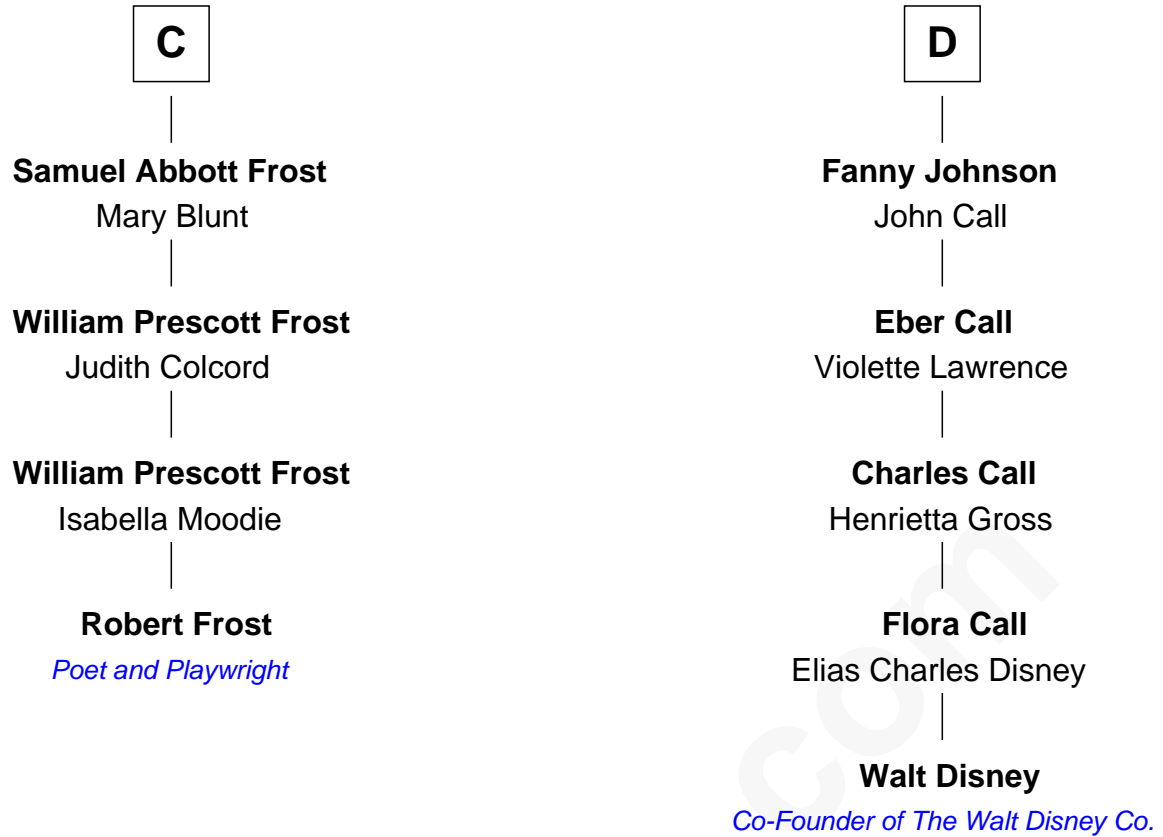 C
Samuel Abbott Frost
Mary Blunt
William Prescott Frost
Judith Colcord
William Prescott Frost
Isabella Moodie
Robert Frost
Poet and Playwright
D
Fanny Johnson
John Call
Eber Call
Violette Lawrence
Charles Call
Henrietta Gross
Flora Call
Elias Charles Disney
Walt Disney
Co-Founder of The Walt Disney Co.
com